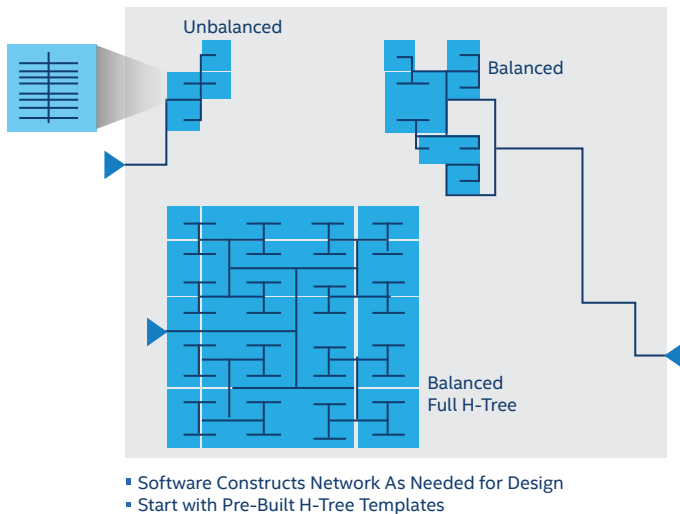 Unbalanced
Balanced
Balanced
Full H-Tree
▪ Software Constructs Network As Needed for Design
▪ Start with Pre-Built H-Tree Templates